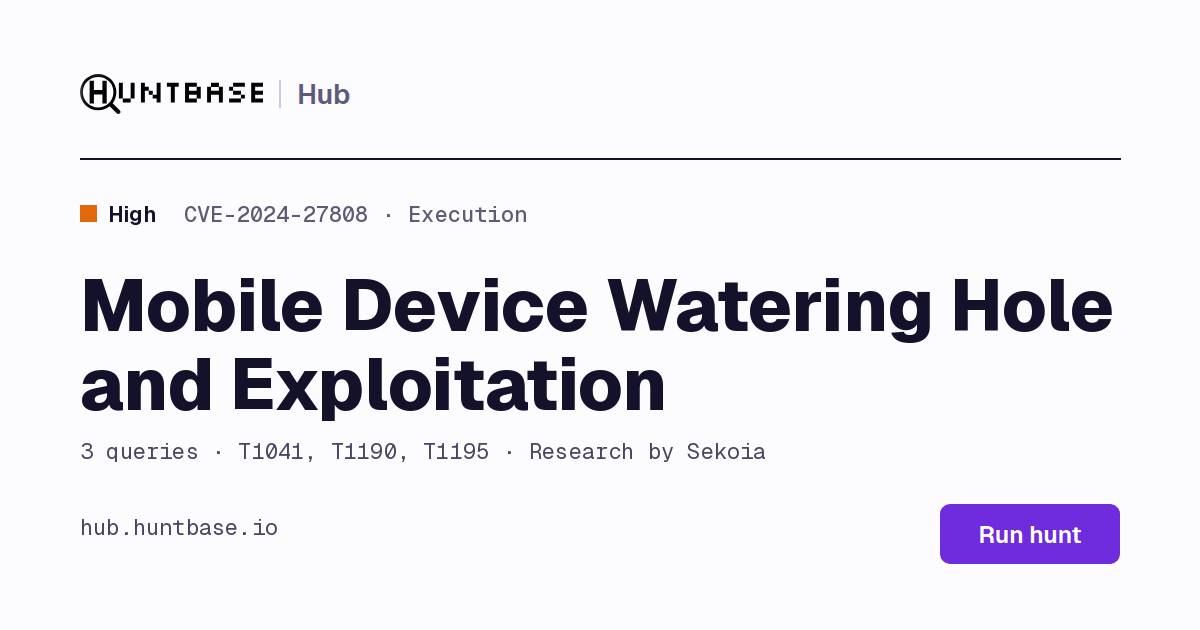 HUNTBASE | Hub
High CVE-2024-27808 · Execution
Mobile Device Watering Hole
and Exploitation
3 queries · T1041, T1190, T1195 · Research by Sekoia
hub.huntbase.io
Run hunt